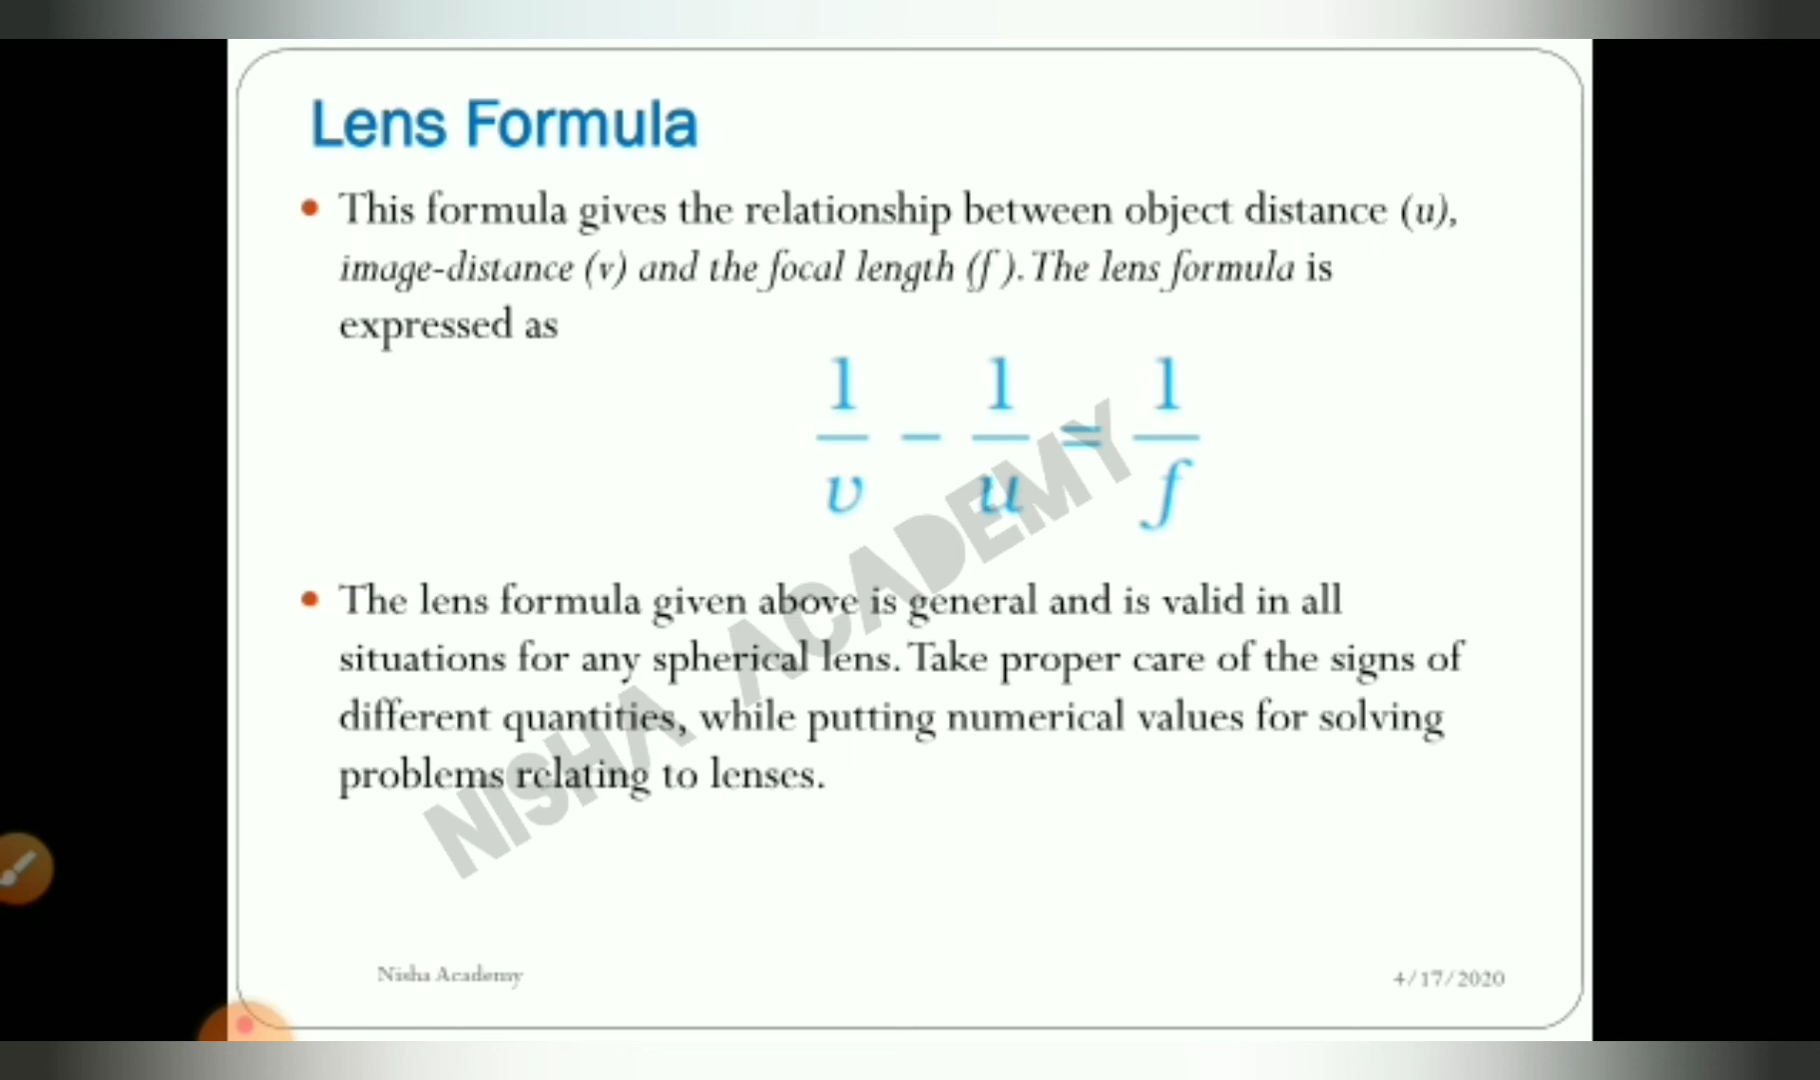 Lens Formula
• This formula gives the relationship between object distance (u),
image-distance (v) and the focal length (f ). The lens formula is
expressed as
1/v − 1/u = 1/f
• The lens formula given above is general and is valid in all
situations for any spherical lens. Take proper care of the signs of
different quantities, while putting numerical values for solving
problems relating to lenses.
NISHA ACADEMY
Nisha Academy 4/17/2020